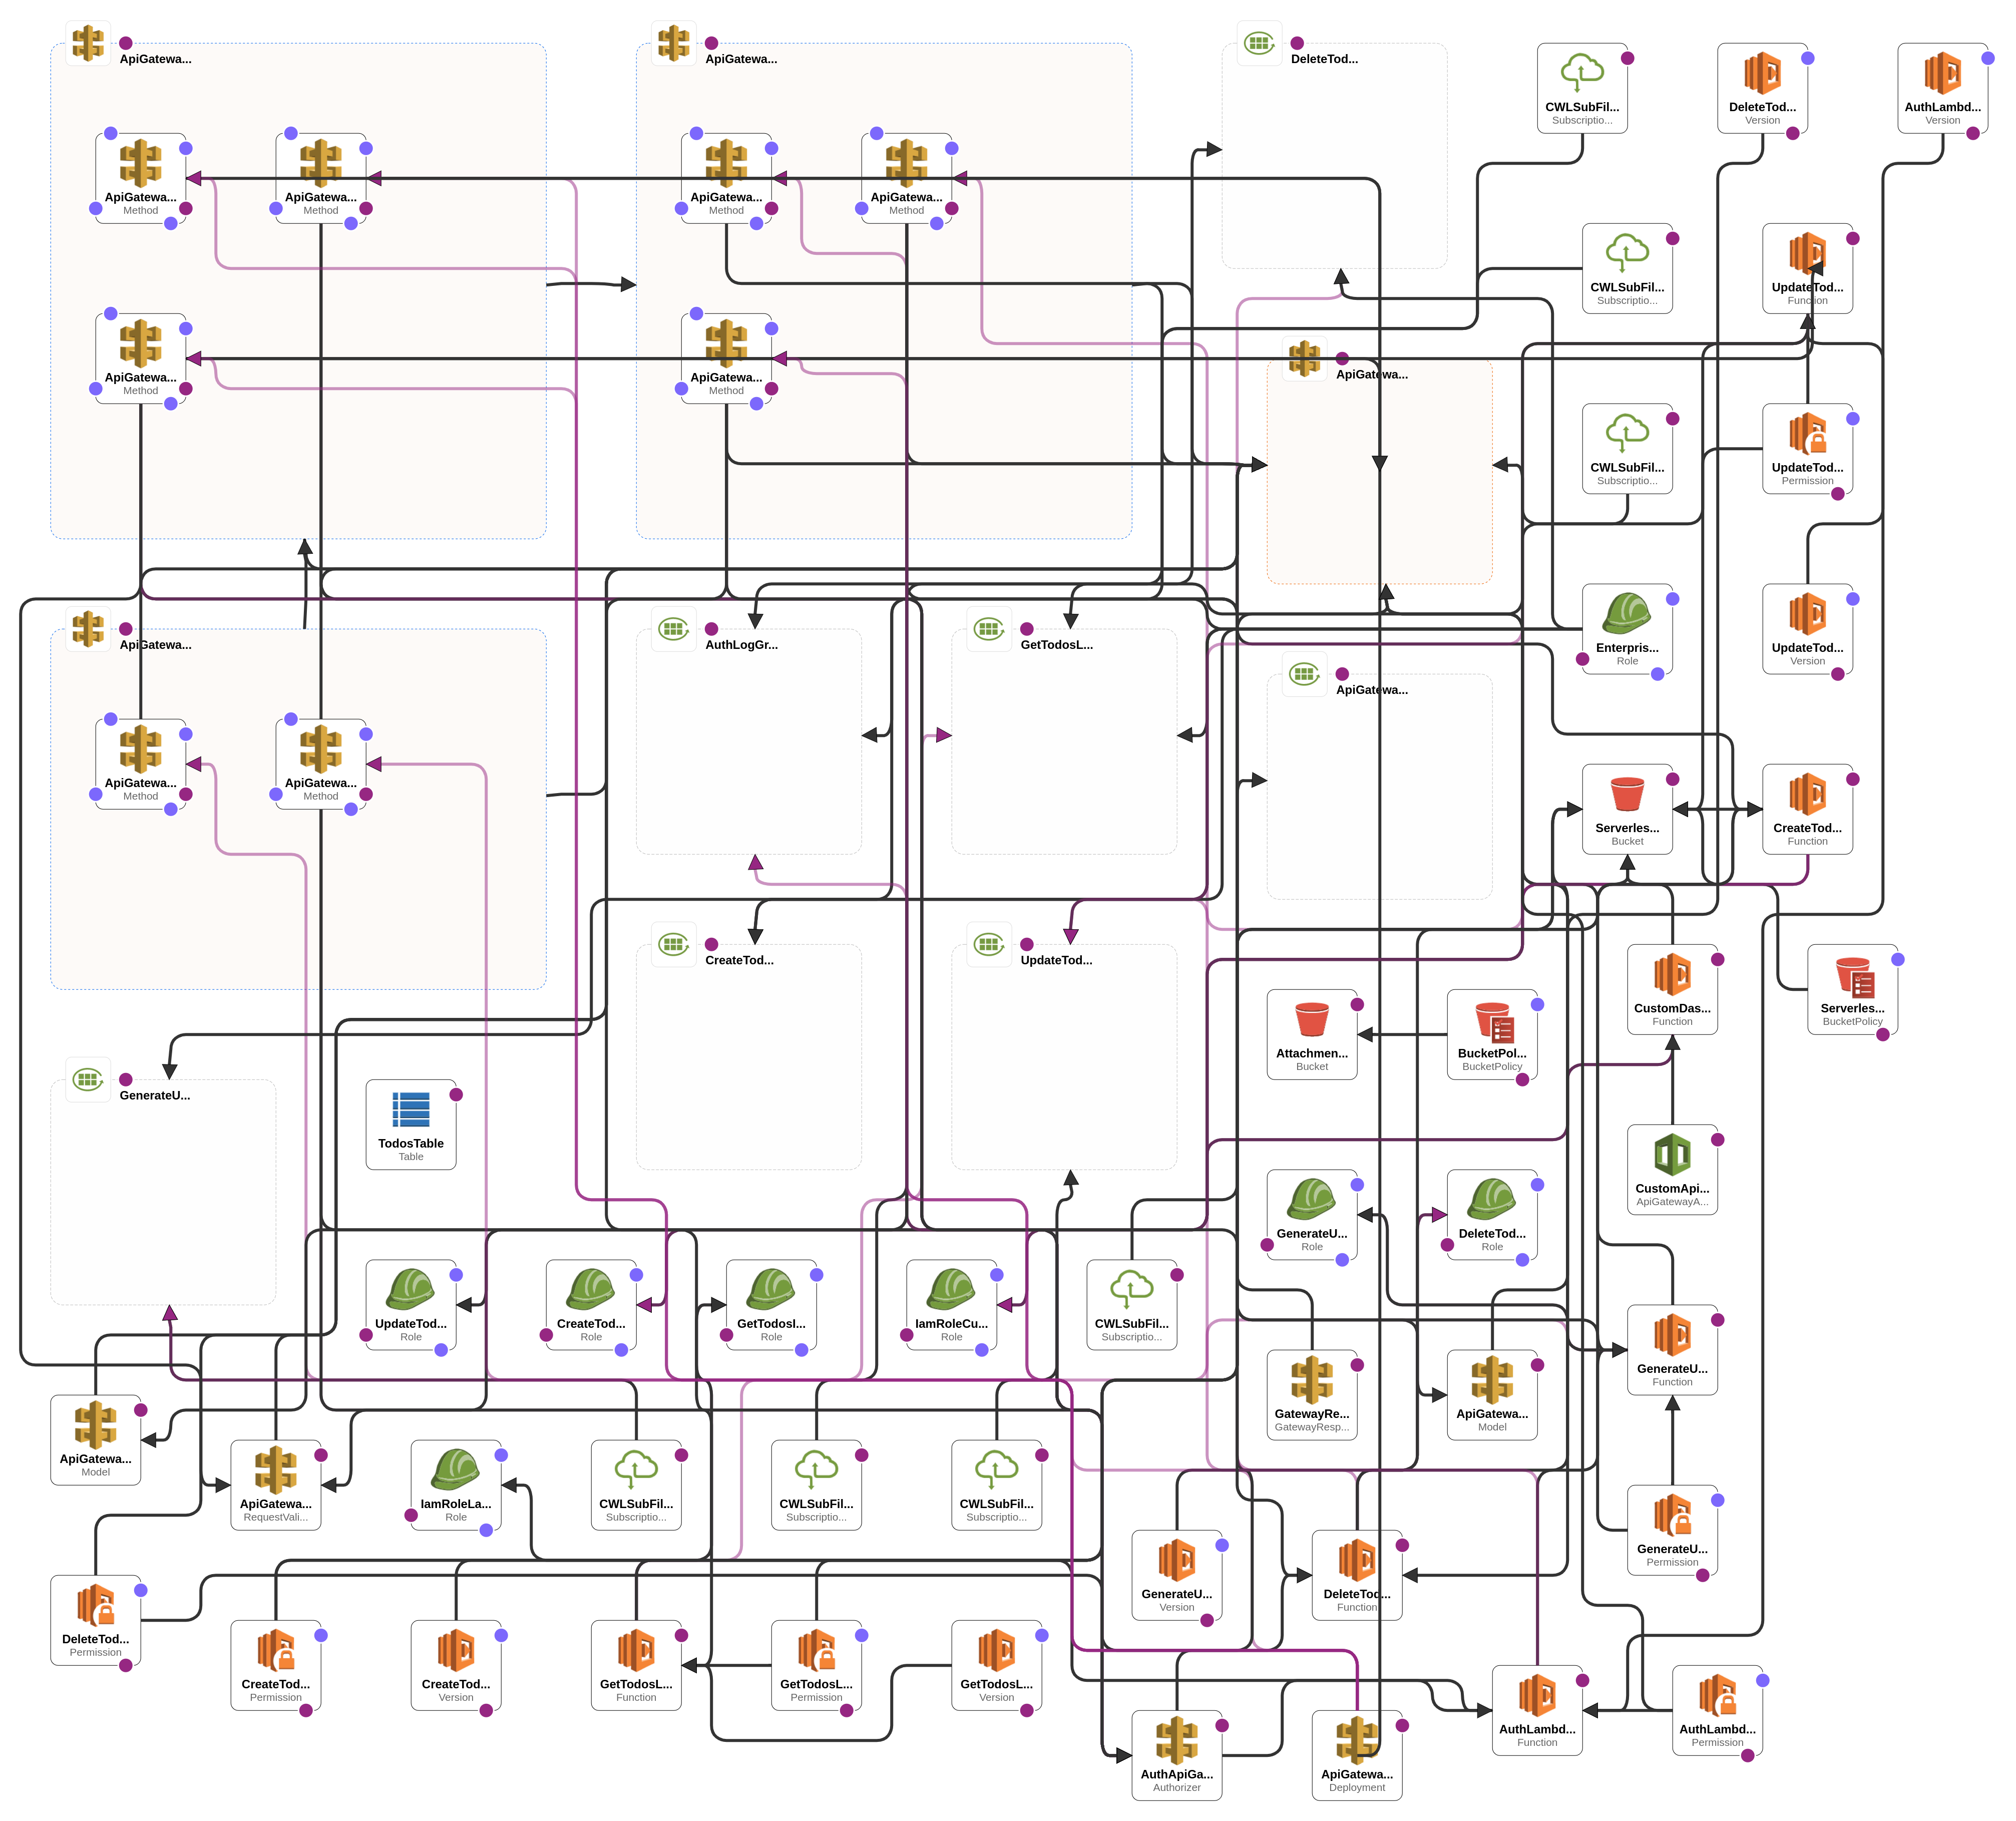 ApiGatewa...
ApiGatewa...
DeleteTod...
CWLSubFil...
Subscriptio...
DeleteTod...
Version
AuthLambd...
Version
ApiGatewa...
Method
ApiGatewa...
Method
ApiGatewa...
Method
ApiGatewa...
Method
CWLSubFil...
Subscriptio...
UpdateTod...
Function
ApiGatewa...
Method
ApiGatewa...
Method
ApiGatewa...
CWLSubFil...
Subscriptio...
UpdateTod...
Permission
ApiGatewa...
AuthLogGr...
GetTodosL...
Enterpris...
Role
UpdateTod...
Version
ApiGatewa...
ApiGatewa...
Method
ApiGatewa...
Method
Serverles...
Bucket
CreateTod...
Function
CreateTod...
UpdateTod...
CustomDas...
Function
Serverles...
BucketPolicy
Attachmen...
Bucket
BucketPol...
BucketPolicy
GenerateU...
TodosTable
Table
CustomApi...
ApiGatewayA...
GenerateU...
Role
DeleteTod...
Role
UpdateTod...
Role
CreateTod...
Role
GetTodosI...
Role
IamRoleCu...
Role
CWLSubFil...
Subscriptio...
GenerateU...
Function
ApiGatewa...
Model
GatewayRe...
GatewayResp...
ApiGatewa...
Model
ApiGatewa...
RequestVali...
IamRoleLa...
Role
CWLSubFil...
Subscriptio...
CWLSubFil...
Subscriptio...
CWLSubFil...
Subscriptio...
GenerateU...
Permission
GenerateU...
Version
DeleteTod...
Function
DeleteTod...
Permission
CreateTod...
Permission
CreateTod...
Version
GetTodosL...
Function
GetTodosL...
Permission
GetTodosL...
Version
AuthLambd...
Function
AuthLambd...
Permission
AuthApiGa...
Authorizer
ApiGatewa...
Deployment